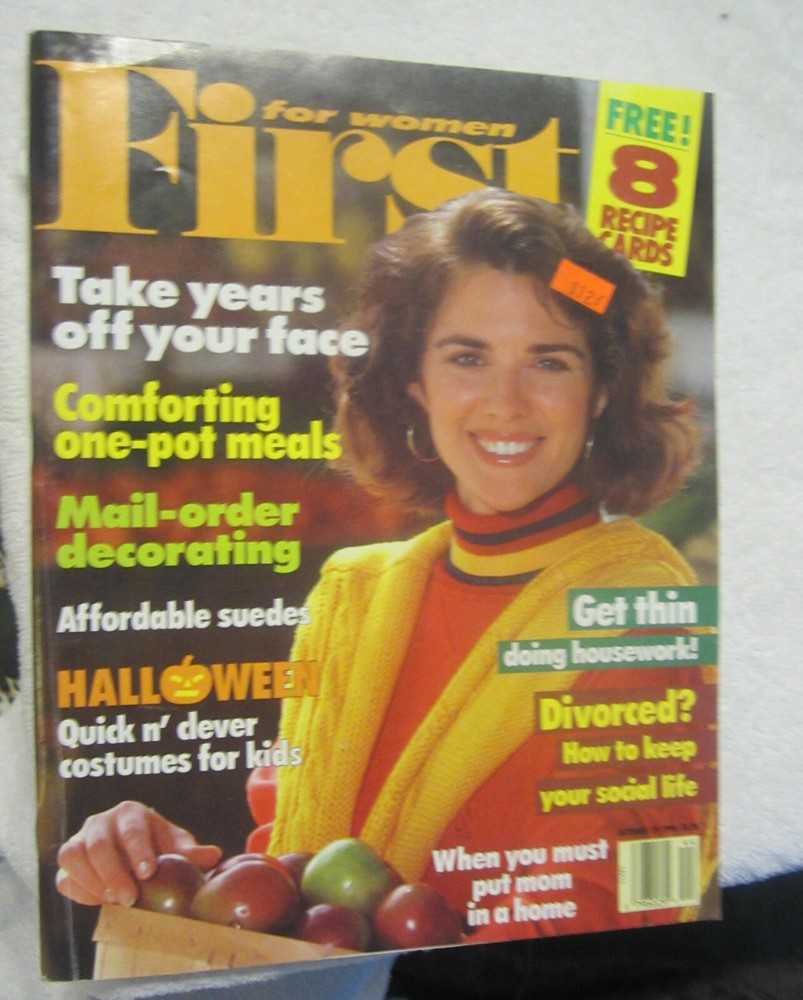 First
for women
FREE!
8
RECIPE
CARDS
Take years
off your face
Comforting
one-pot meals
Mail-order
decorating
Affordable suedes
HALLOWEEN
Quick n' clever
costumes for kids
Get thin
doing housework!
Divorced?
How to keep
your social life
When you must
put mom
in a home